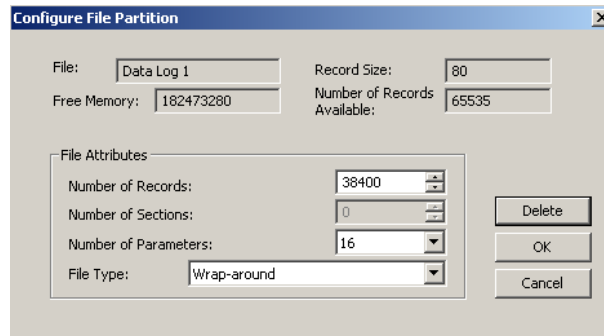 Configure File Partition
File: Data Log 1 Record Size: 80
Free Memory: 182473280 Number of Records Available: 65535
File Attributes
Number of Records: 38400
Number of Sections: 0
Number of Parameters: 16
File Type: Wrap-around
Delete
OK
Cancel